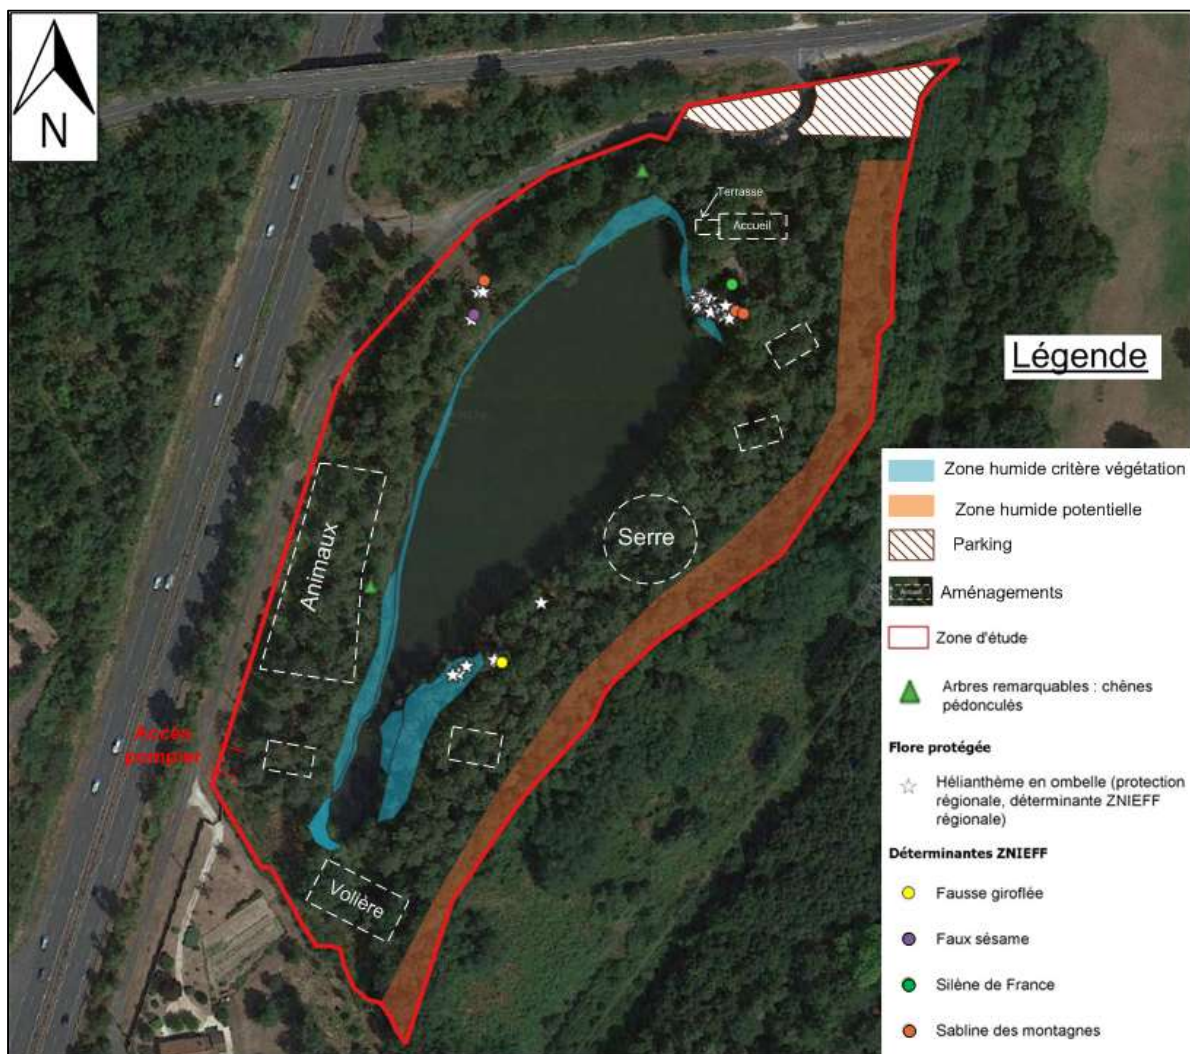 N
Terrasse
Accueil
Légende
Animaux
Serre
Accès
pompier
Volière
Zone humide critère végétation
Zone humide potentielle
Parking
Accueil
Aménagements
Zone d'étude
Arbres remarquables : chênes
pédonculés
Flore protégée
Hélianthème en ombelle (protection
régionale, déterminante ZNIEFF
régionale)
Déterminantes ZNIEFF
Fausse giroflée
Faux sésame
Silène de France
Sabline des montagnes